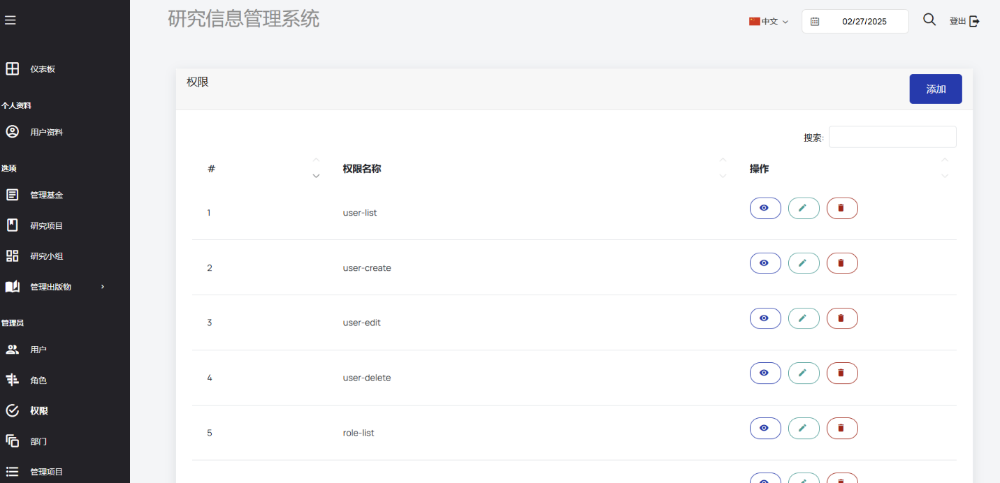 研究信息管理系统
中文
02/27/2025
登出
仪表板
个人资料
用户资料
选项
管理基金
研究项目
研究小组
管理出版物
管理员
用户
角色
权限
部门
管理项目
权限
添加
搜索:
# 权限名称 操作
1 user-list
2 user-create
3 user-edit
4 user-delete
5 role-list